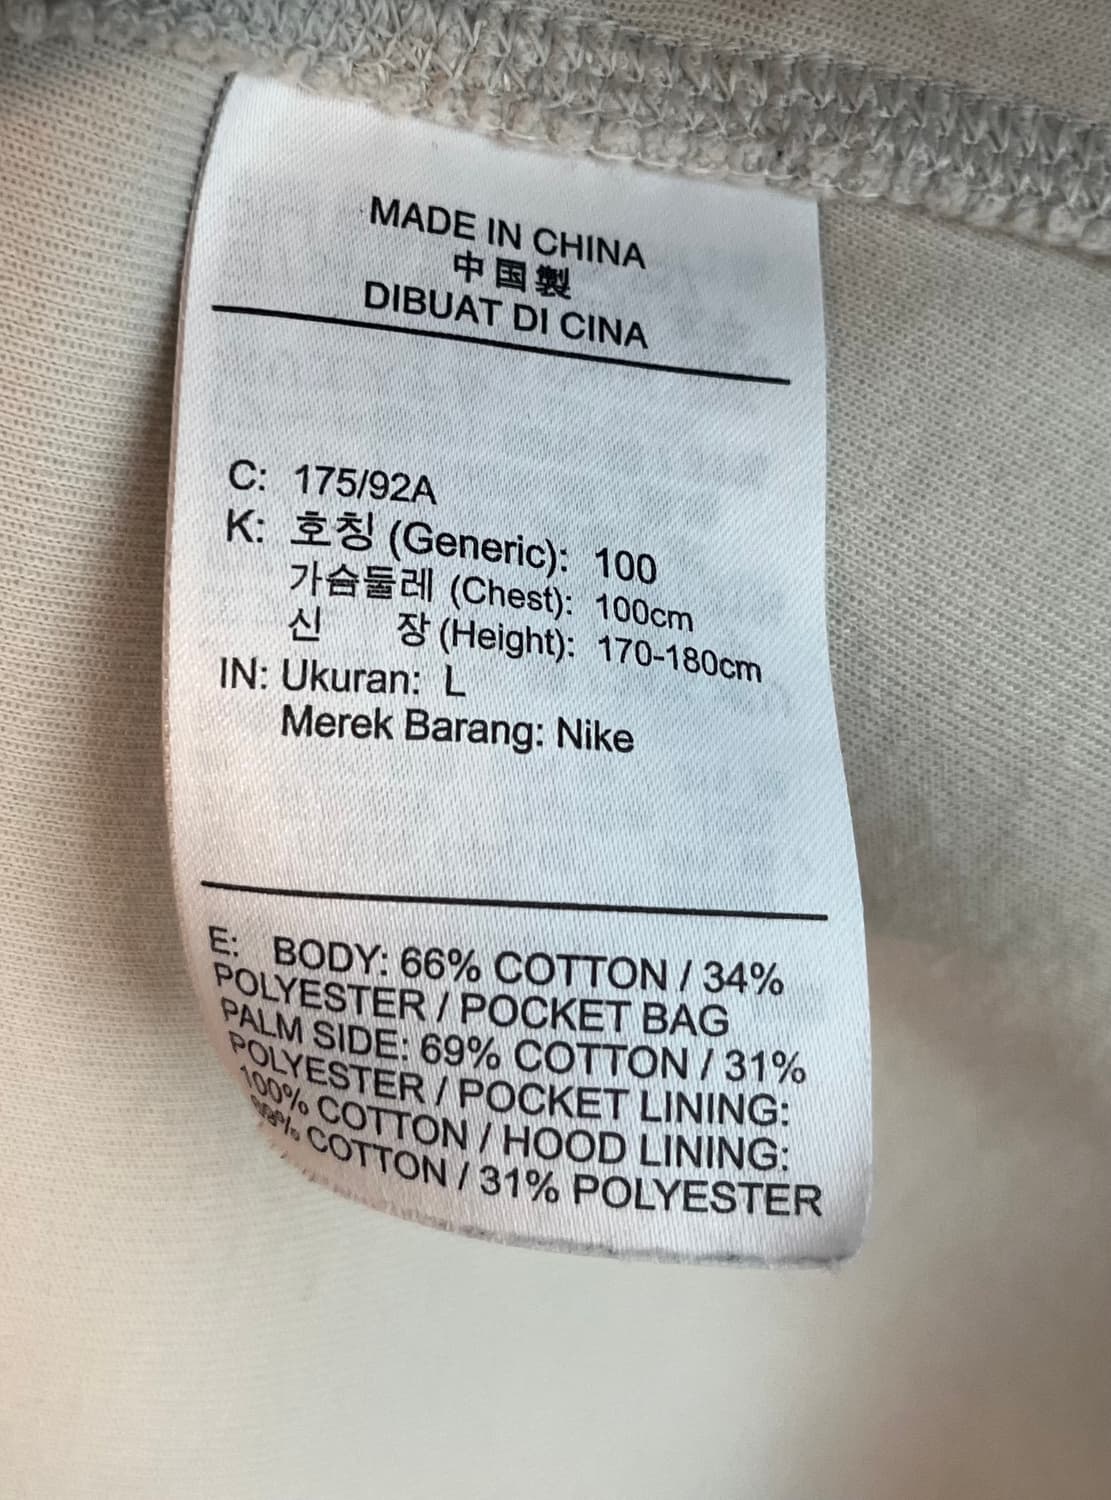 MADE IN CHINA
中国製
DIBUAT DI CINA
C: 175/92A
K: 호칭 (Generic): 100
가슴둘레 (Chest): 100cm
신 장 (Height): 170-180cm
IN: Ukuran: L
Merek Barang: Nike
E: BODY: 66% COTTON / 34%
POLYESTER / POCKET BAG
PALM SIDE: 69% COTTON / 31%
POLYESTER / POCKET LINING:
100% COTTON / HOOD LINING:
COTTON / 31% POLYESTER